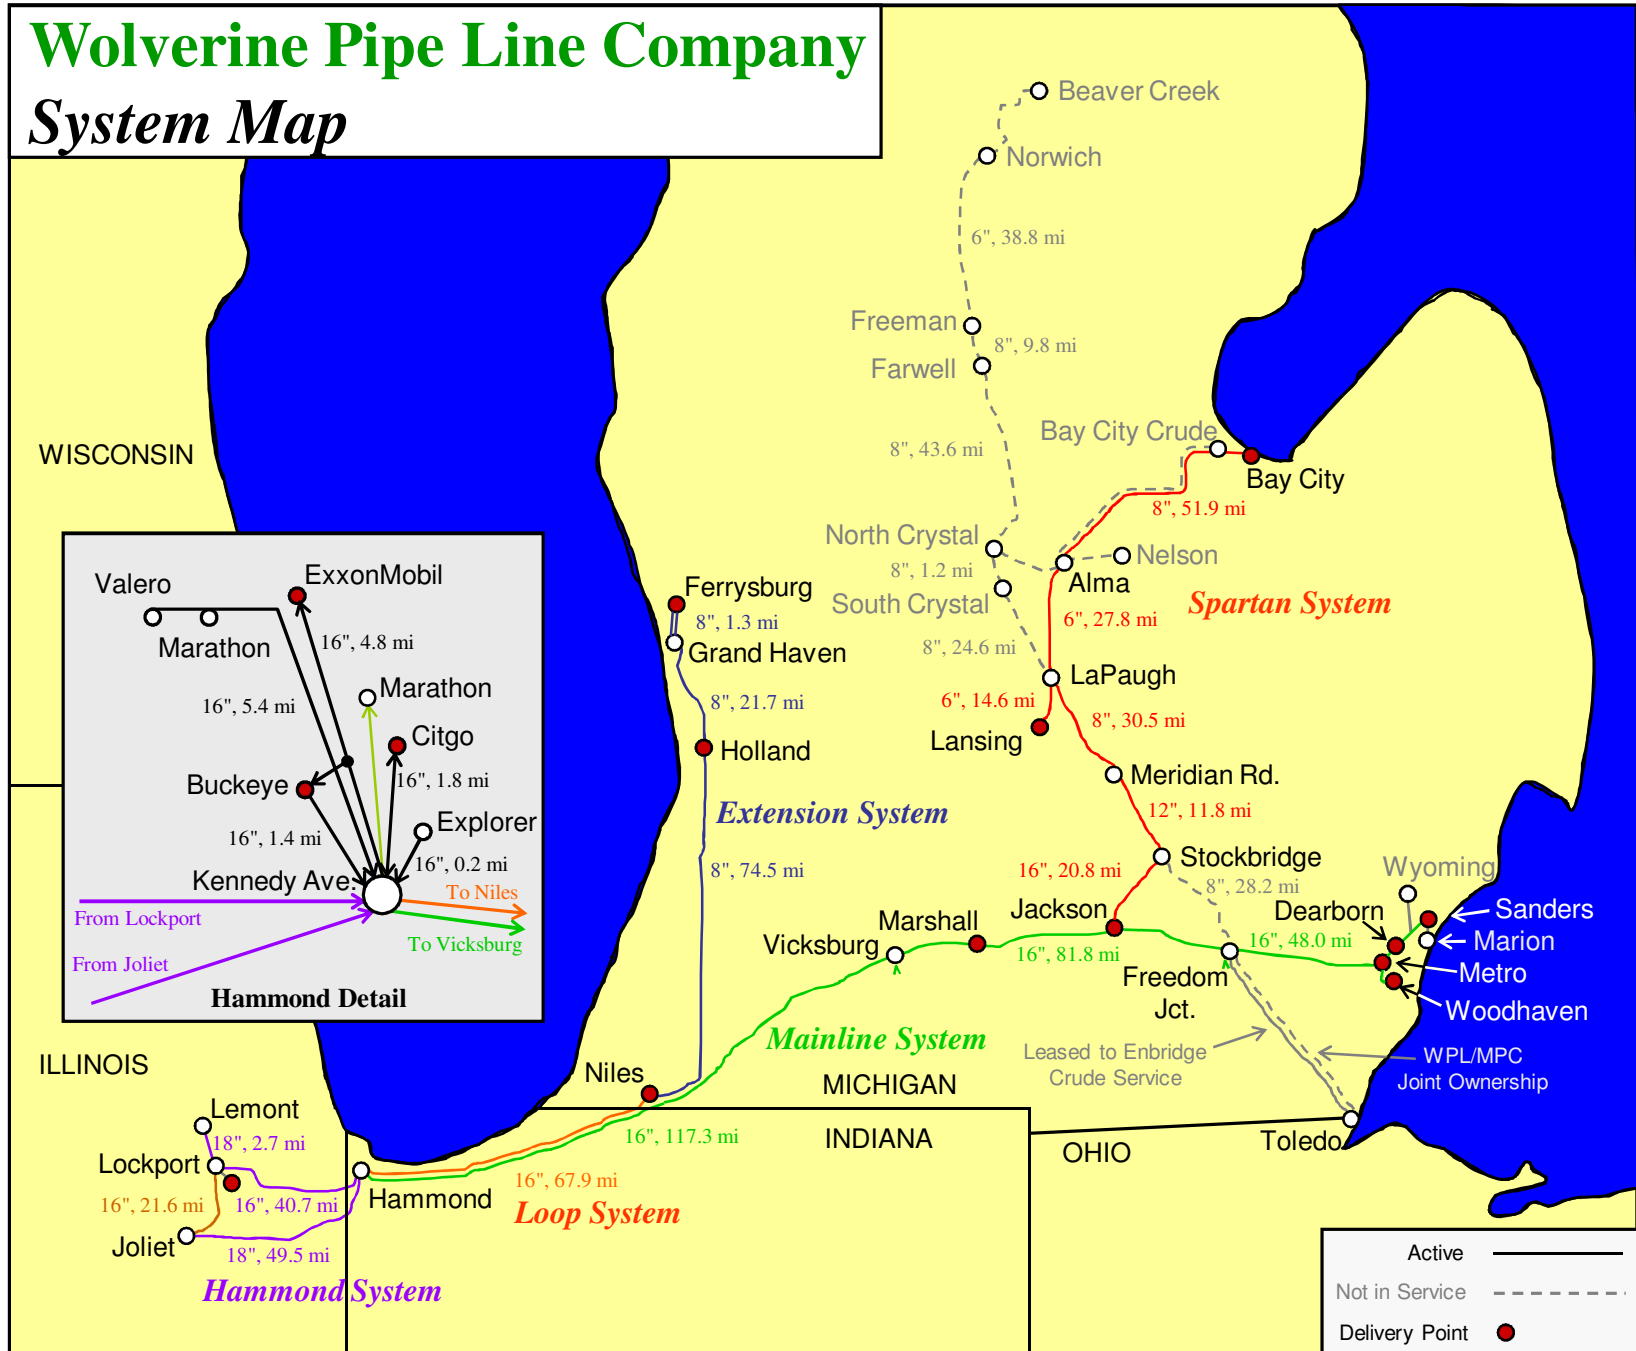 Wolverine Pipe Line Company
System Map
Beaver Creek
Norwich
6", 38.8 mi
Freeman
8", 9.8 mi
Farwell
8", 43.6 mi
Bay City Crude
Bay City
8", 51.9 mi
WISCONSIN
North Crystal
Nelson
8", 1.2 mi
Alma
South Crystal
Spartan System
6", 27.8 mi
8", 24.6 mi
LaPaugh
6", 14.6 mi
8", 30.5 mi
Lansing
Meridian Rd.
12", 11.8 mi
Ferrysburg
8", 1.3 mi
Grand Haven
8", 21.7 mi
Holland
Extension System
8", 74.5 mi
Valero
ExxonMobil
Marathon
16", 4.8 mi
Marathon
16", 5.4 mi
Citgo
Buckeye
16", 1.8 mi
Explorer
16", 1.4 mi
16", 0.2 mi
Kennedy Ave.
To Niles
From Lockport
To Vicksburg
From Joliet
Hammond Detail
Stockbridge
16", 20.8 mi
8", 28.2 mi
Wyoming
Jackson
Dearborn
Sanders
Marshall
Vicksburg
16", 81.8 mi
16", 48.0 mi
Marion
Metro
Freedom
Jct.
Woodhaven
Mainline System
Leased to Enbridge
Crude Service
WPL/MPC
Joint Ownership
ILLINOIS
Niles
MICHIGAN
INDIANA
OHIO
Toledo
Lemont
18", 2.7 mi
16", 117.3 mi
Lockport
16", 67.9 mi
Hammond
16", 21.6 mi
16", 40.7 mi
Loop System
Joliet
18", 49.5 mi
Hammond System
Active
Not in Service
Delivery Point